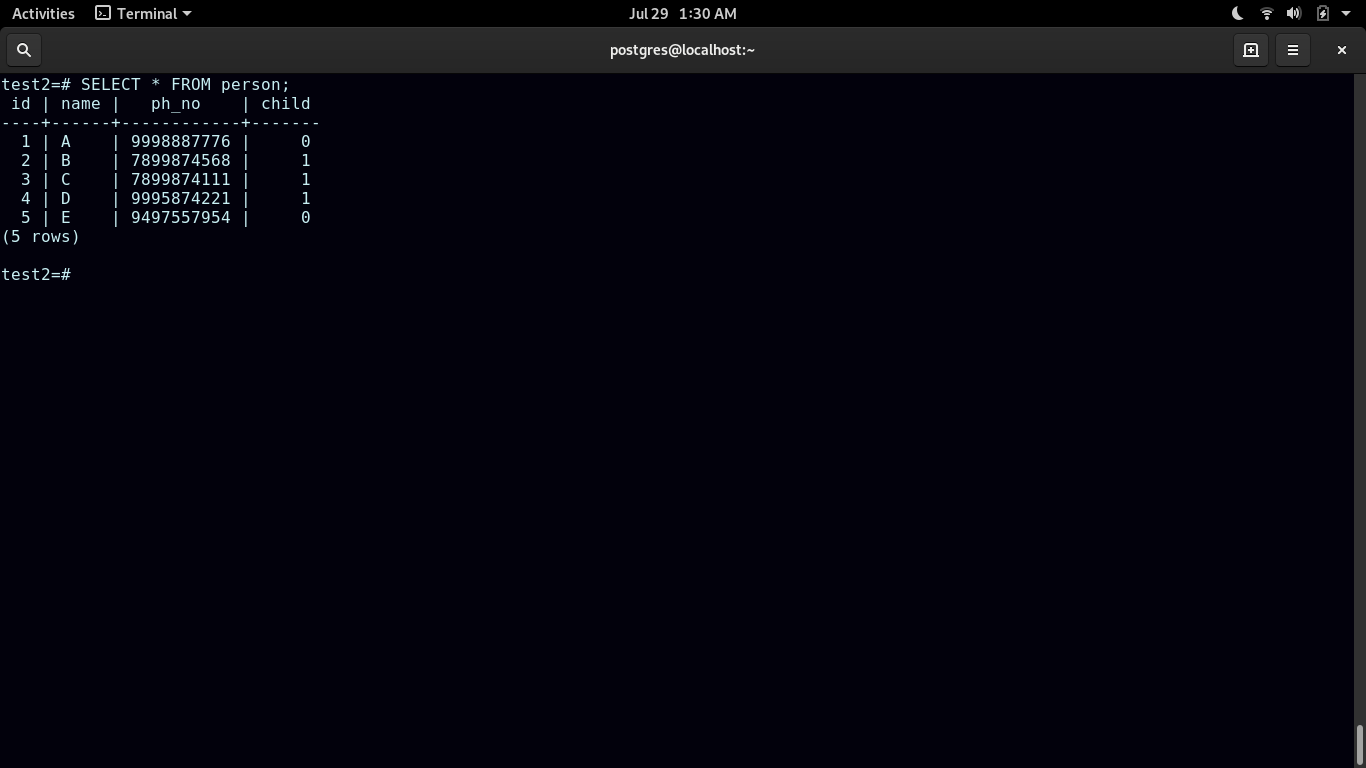 Activities Terminal Jul 29 1:30 AM
postgres@localhost:~
test2=# SELECT * FROM person;
 id | name |   ph_no    | child
----+------+------------+-------
  1 | A    | 9998887776 |     0
  2 | B    | 7899874568 |     1
  3 | C    | 7899874111 |     1
  4 | D    | 9995874221 |     1
  5 | E    | 9497557954 |     0
(5 rows)
test2=#